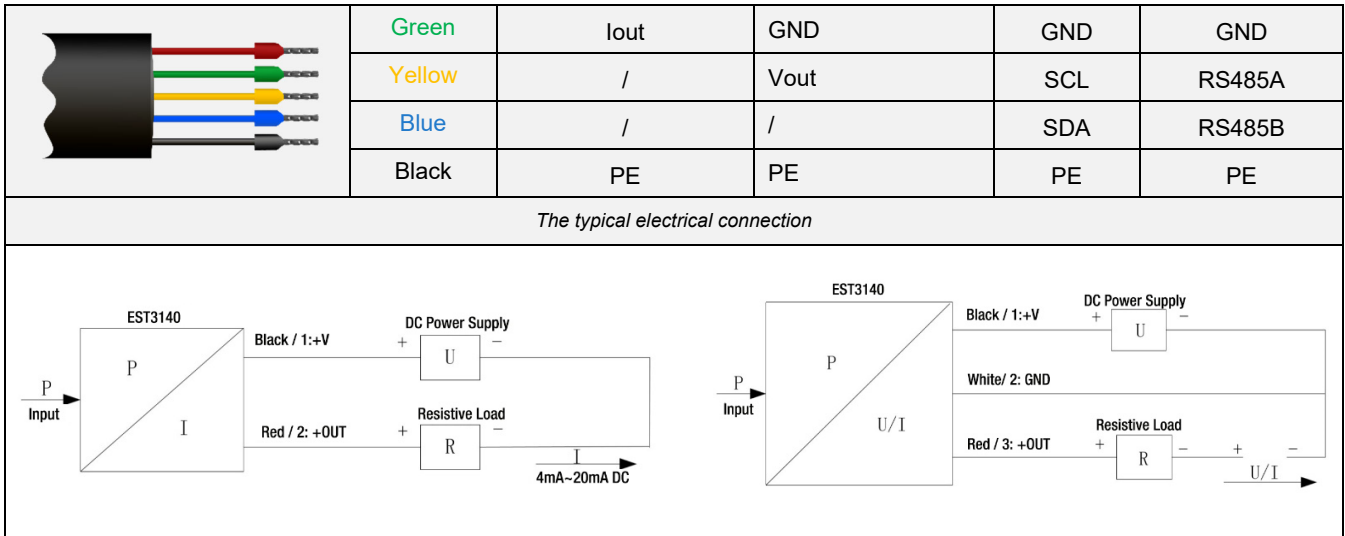 Green Iout GND GND GND
Yellow / Vout SCL RS485A
Blue / / SDA RS485B
Black PE PE PE PE
The typical electrical connection
EST3140
P
I
P
Input
Black / 1:+V
DC Power Supply
+ U −
Red / 2: +OUT
Resistive Load
+ R −
I
4mA~20mA DC
EST3140
P
U/I
P
Input
Black / 1:+V
DC Power Supply
+ U −
White/ 2: GND
Red / 3: +OUT
Resistive Load
+ R − + −
U/I